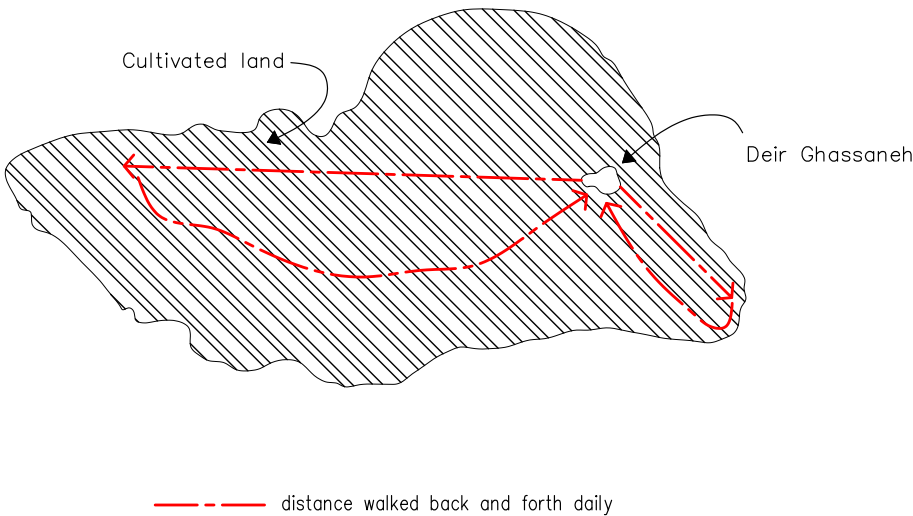 Cultivated land
Deir Ghassaneh
distance walked back and forth daily